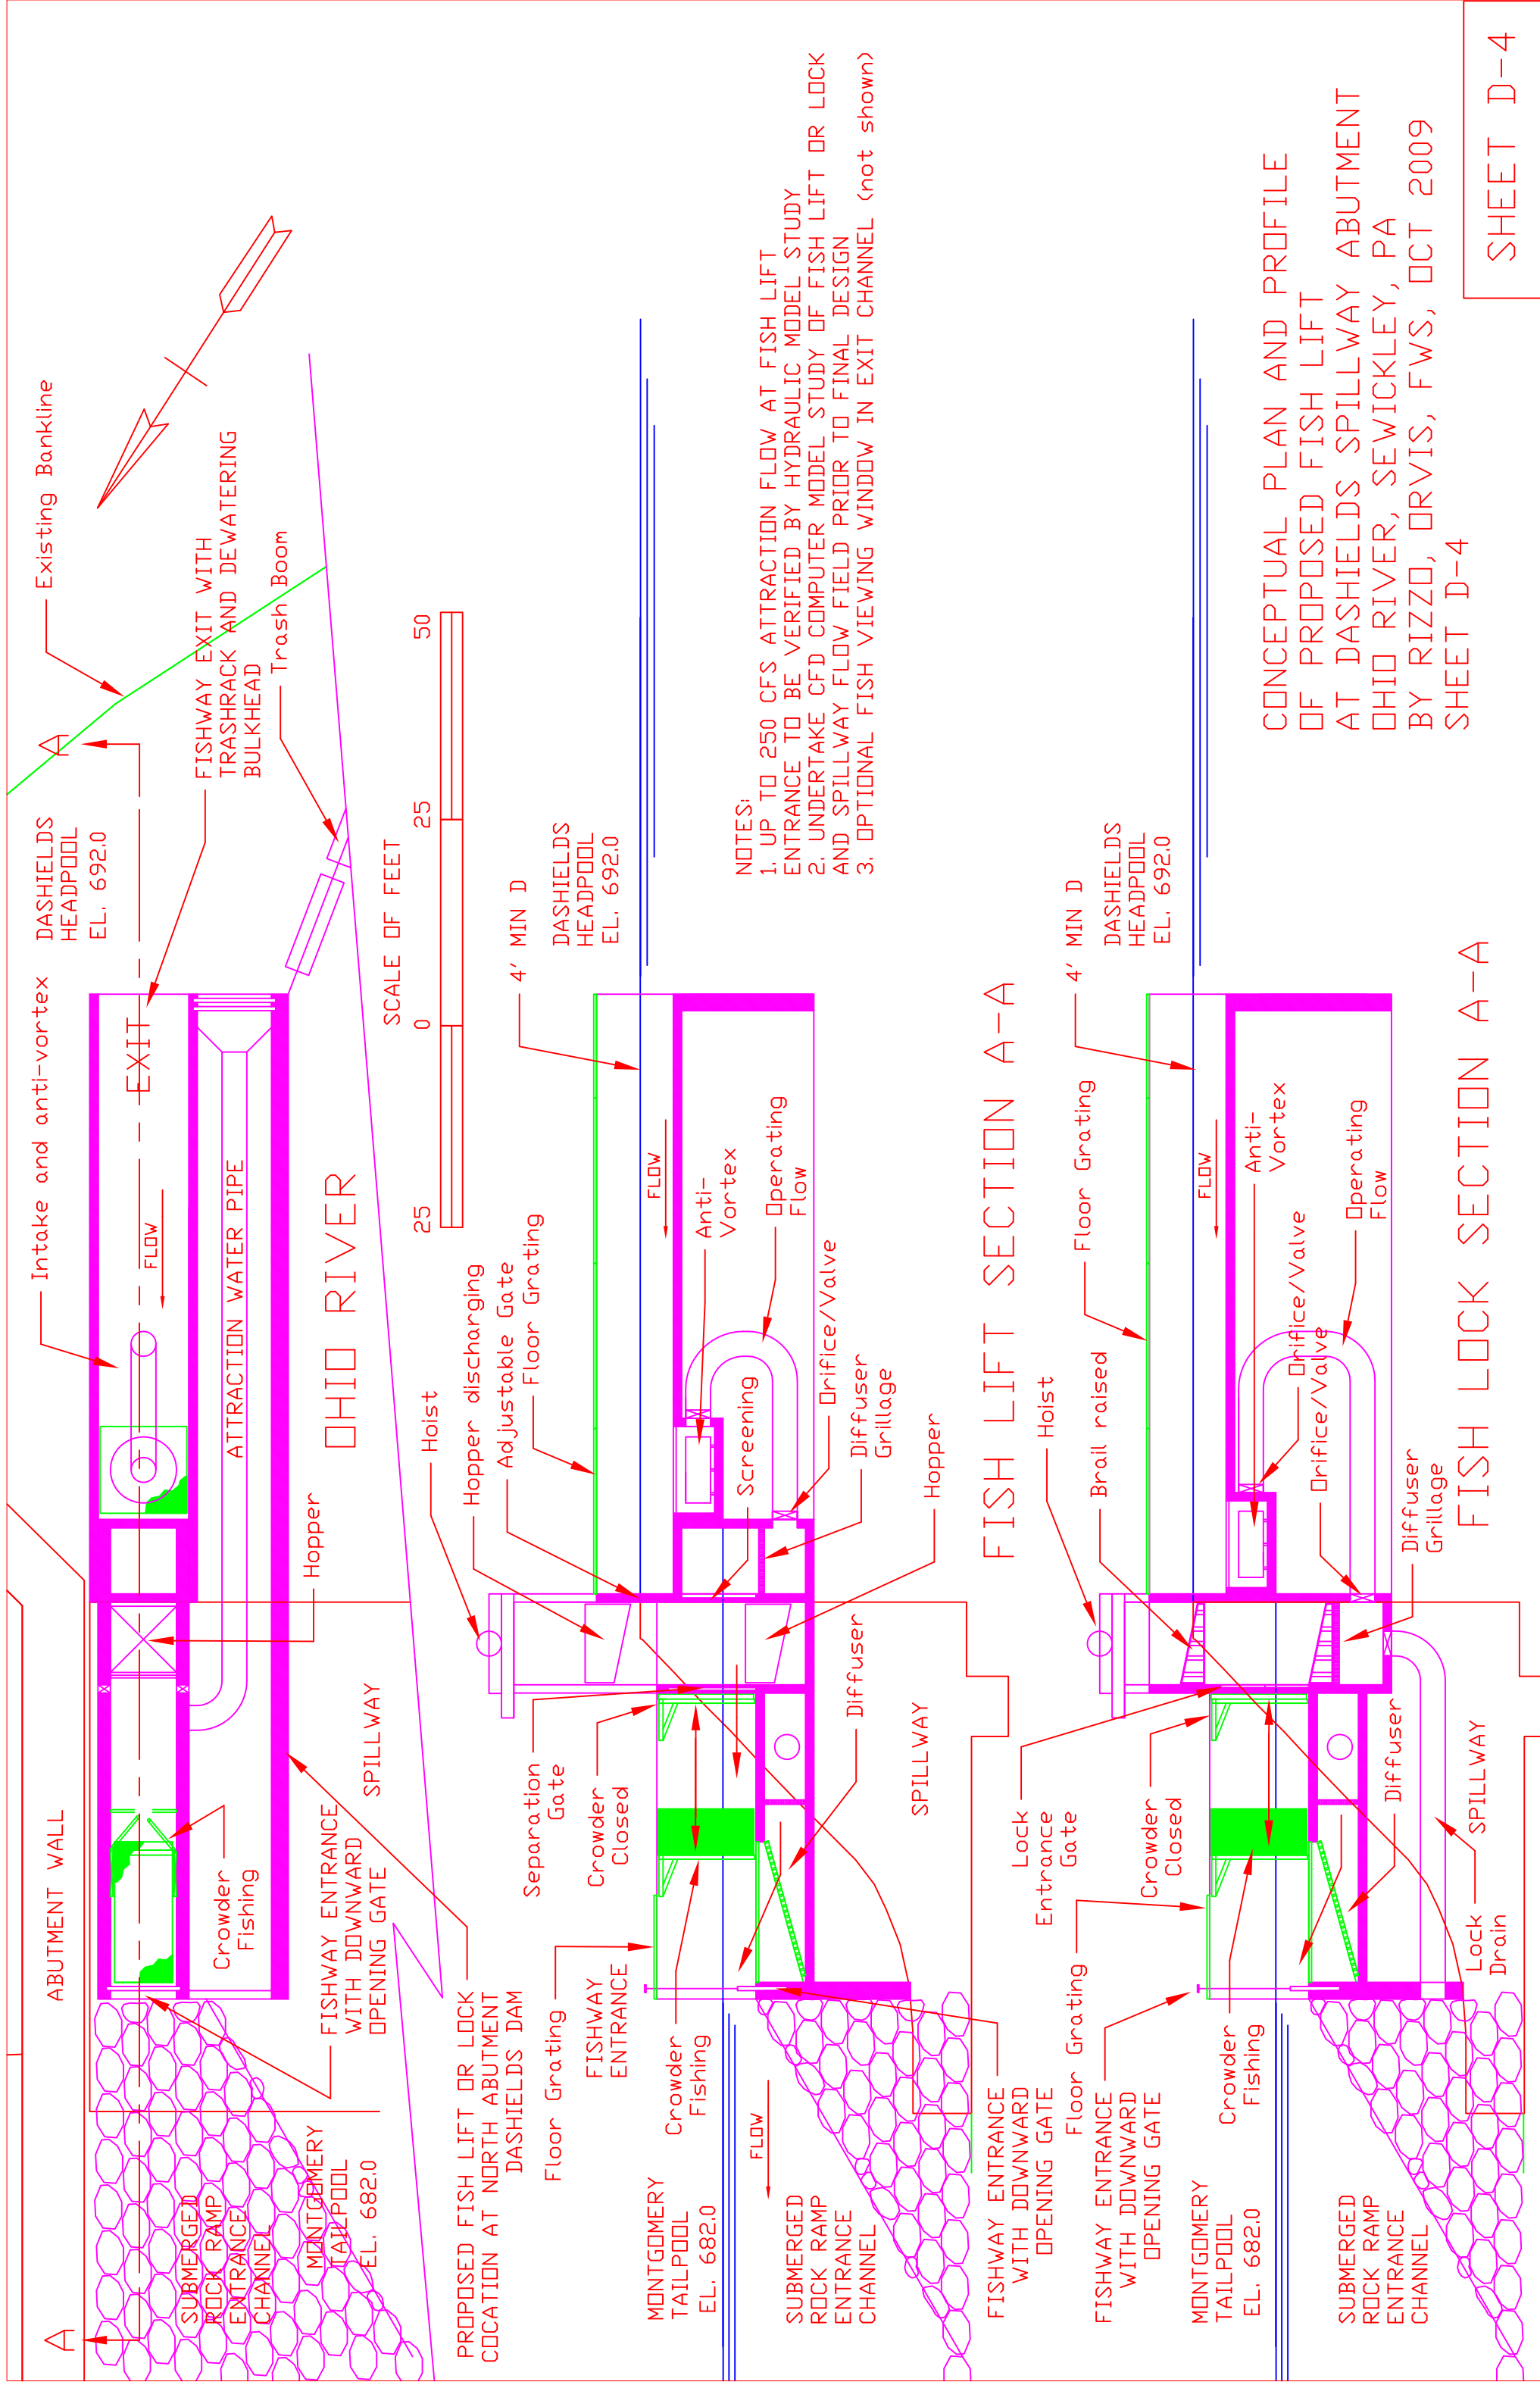 ABUTMENT WALL
A
A
Existing Bankline
Intake and anti-vortex
DASHIELDS
HEADPOOL
EL. 692.0
EXIT
FLOW
FISHWAY EXIT WITH
TRASHRACK AND DEWATERING
BULKHEAD
Trash Boom
ATTRACTION WATER PIPE
OHIO RIVER
Hopper
Crowder
Fishing
FISHWAY ENTRANCE
WITH DOWNWARD
OPENING GATE
SPILLWAY
SUBMERGED
ROCK RAMP
ENTRANCE
CHANNEL
MONTGOMERY
TAILPOOL
EL. 682.0
PROPOSED FISH LIFT OR LOCK
LOCATION AT NORTH ABUTMENT
DASHIELDS DAM
SCALE OF FEET
25 0 25 50
Hoist
Hopper discharging
Adjustable Gate
Floor Grating
4' MIN D
DASHIELDS
HEADPOOL
EL. 692.0
FLOW
Anti-
Vortex
Operating
Flow
Screening
Orifice/Valve
Diffuser
Grillage
Hopper
Separation
Gate
Crowder
Closed
Diffuser
SPILLWAY
Floor Grating
FISHWAY
ENTRANCE
Crowder
Fishing
FLOW
MONTGOMERY
TAILPOOL
EL. 682.0
SUBMERGED
ROCK RAMP
ENTRANCE
CHANNEL
FISHWAY ENTRANCE
WITH DOWNWARD
OPENING GATE
FISH LIFT SECTION A-A
NOTES:
1. UP TO 250 CFS ATTRACTION FLOW AT FISH LIFT
ENTRANCE TO BE VERIFIED BY HYDRAULIC MODEL STUDY
2. UNDERTAKE CFD COMPUTER MODEL STUDY OF FISH LIFT OR LOCK
AND SPILLWAY FLOW FIELD PRIOR TO FINAL DESIGN
3. OPTIONAL FISH VIEWING WINDOW IN EXIT CHANNEL (not shown)
Hoist
Brail raised
Floor Grating
4' MIN D
DASHIELDS
HEADPOOL
EL. 692.0
FLOW
Anti-
Vortex
Orifice/Valve
Orifice/Valve
Operating
Flow
Diffuser
Grillage
Lock
Entrance
Gate
Crowder
Closed
Diffuser
SPILLWAY
Lock
Drain
Floor Grating
FISHWAY ENTRANCE
WITH DOWNWARD
OPENING GATE
Crowder
Fishing
MONTGOMERY
TAILPOOL
EL. 682.0
SUBMERGED
ROCK RAMP
ENTRANCE
CHANNEL
FISH LOCK SECTION A-A
CONCEPTUAL PLAN AND PROFILE
OF PROPOSED FISH LIFT
AT DASHIELDS SPILLWAY ABUTMENT
OHIO RIVER, SEWICKLEY, PA
BY RIZZO, ORVIS, FWS, OCT 2009
SHEET D-4
SHEET D-4